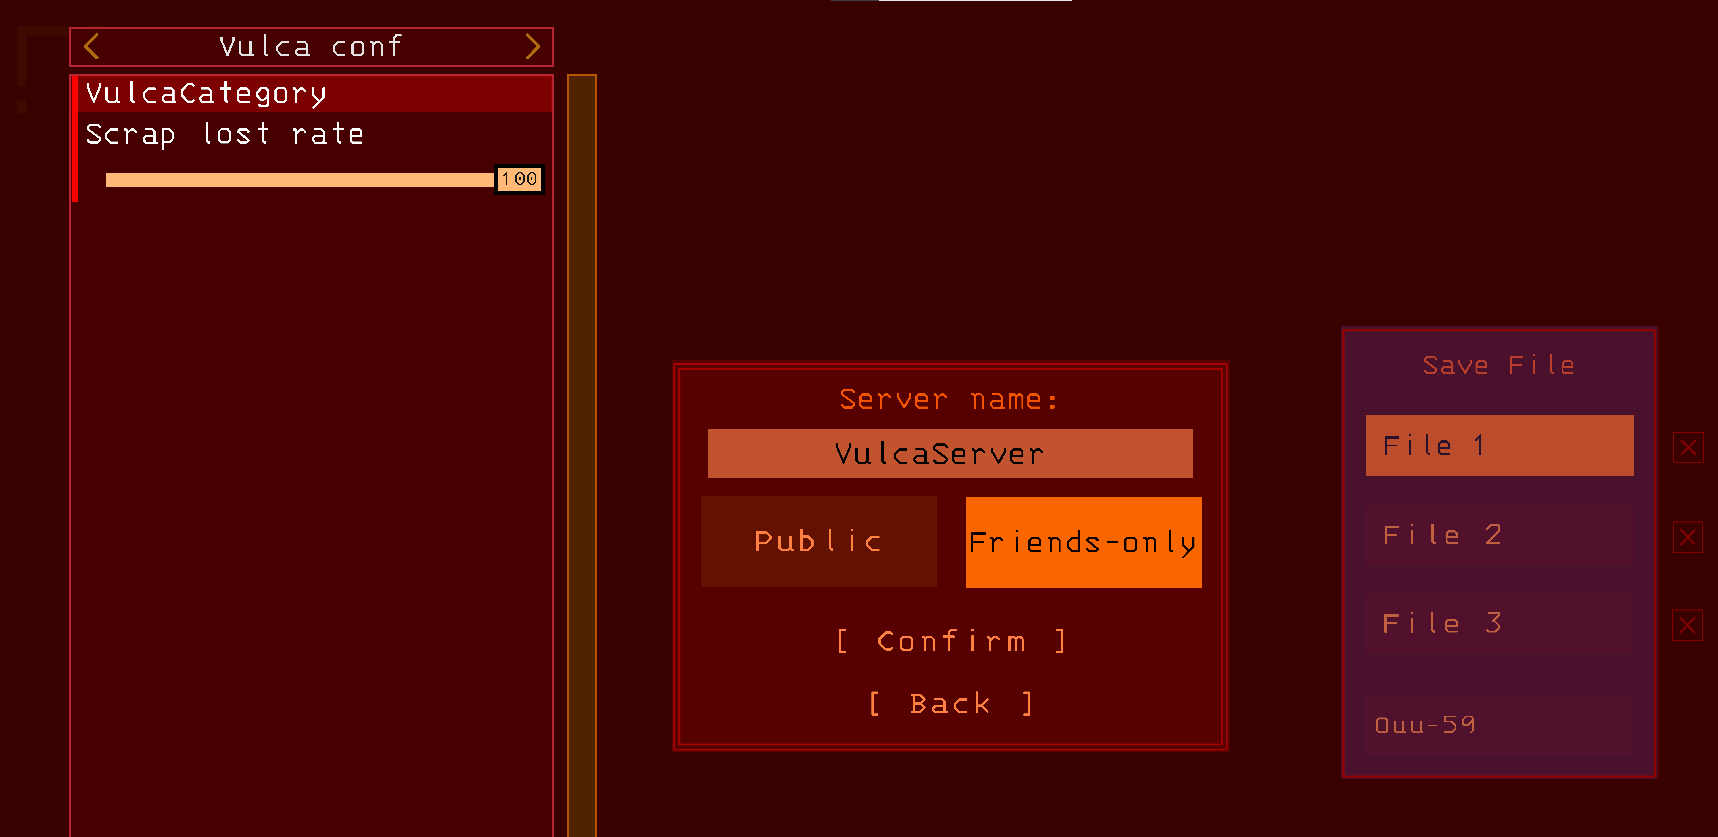 Vulca conf
VulcaCategory
Scrap lost rate
100
Server name:
VulcaServer
Public
Friends-only
[ Confirm ]
[ Back ]
Save File
File 1
File 2
File 3
Ouu-59